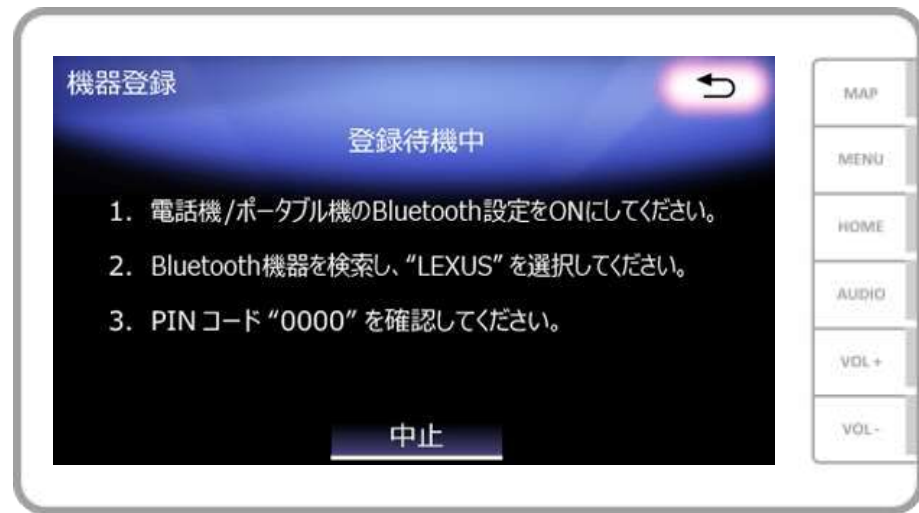 機器登録
登録待機中
1. 電話機/ポータブル機のBluetooth設定をONにしてください。
2. Bluetooth機器を検索し、“LEXUS” を選択してください。
3. PIN コード “0000” を確認してください。
中止
MAP
MENU
HOME
AUDIO
VOL +
VOL -